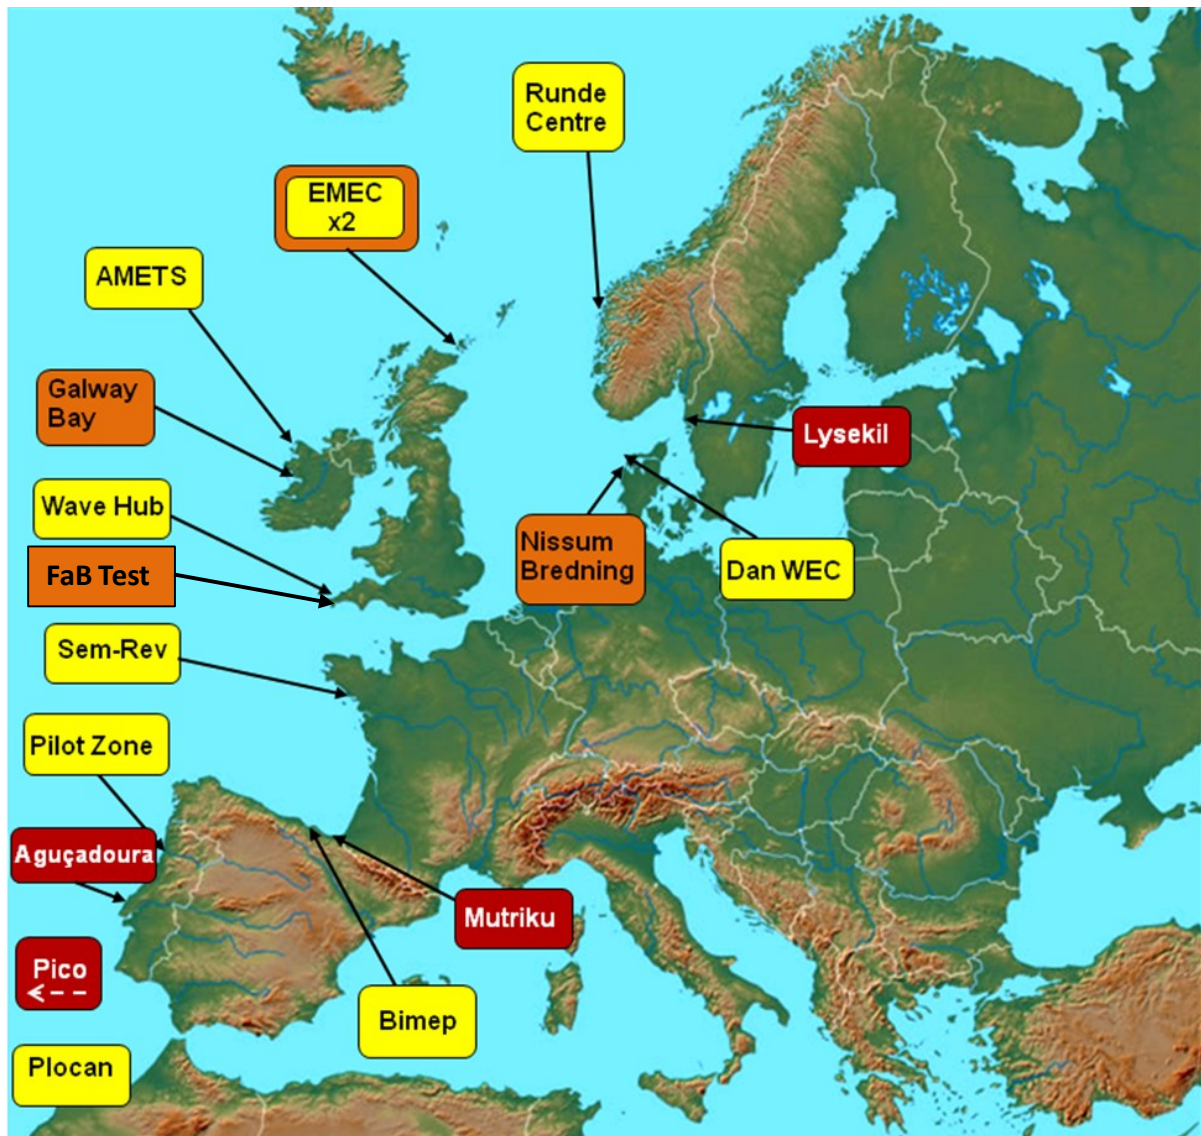 Runde
Centre
EMEC
x2
AMETS
Galway
Bay
Lysekil
Wave Hub
Nissum
Bredning
Dan WEC
FaB Test
Sem-Rev
Pilot Zone
Aguçadoura
Mutriku
Pico
Bimep
Plocan